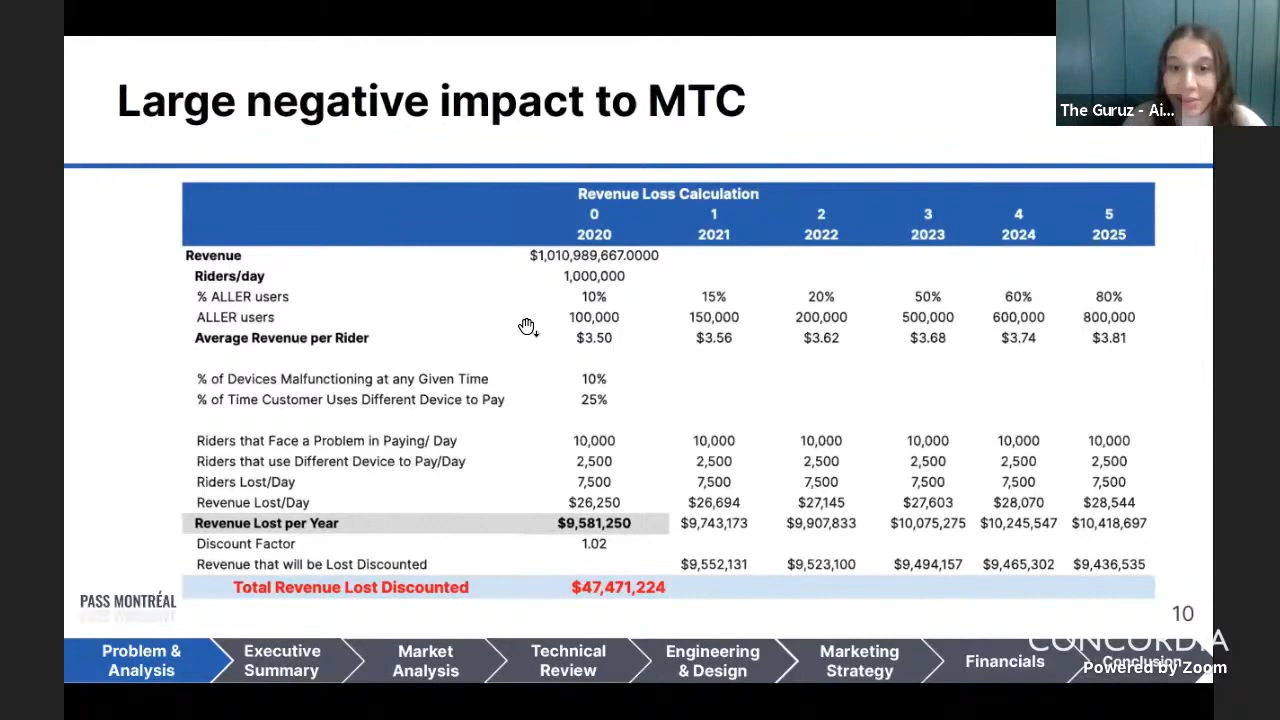 Large negative impact to MTC
The Guruz - Ai...
Revenue Loss Calculation
0 1 2 3 4 5
2020 2021 2022 2023 2024 2025
Revenue $1,010,989,667.0000
Riders/day 1,000,000
% ALLER users 10% 15% 20% 50% 60% 80%
ALLER users 100,000 150,000 200,000 500,000 600,000 800,000
Average Revenue per Rider $3.50 $3.56 $3.62 $3.68 $3.74 $3.81
% of Devices Malfunctioning at any Given Time 10%
% of Time Customer Uses Different Device to Pay 25%
Riders that Face a Problem in Paying/ Day 10,000 10,000 10,000 10,000 10,000 10,000
Riders that use Different Device to Pay/Day 2,500 2,500 2,500 2,500 2,500 2,500
Riders Lost/Day 7,500 7,500 7,500 7,500 7,500 7,500
Revenue Lost/Day $26,250 $26,694 $27,145 $27,603 $28,070 $28,544
Revenue Lost per Year $9,581,250 $9,743,173 $9,907,833 $10,075,275 $10,245,547 $10,418,697
Discount Factor 1.02
Revenue that will be Lost Discounted $9,552,131 $9,523,100 $9,494,157 $9,465,302 $9,436,535
Total Revenue Lost Discounted $47,471,224
PASS MONTRÉAL
10
CONCORDIA
Problem & Analysis
Executive Summary
Market Analysis
Technical Review
Engineering & Design
Marketing Strategy
Financials
Conclusion
Powered by Zoom